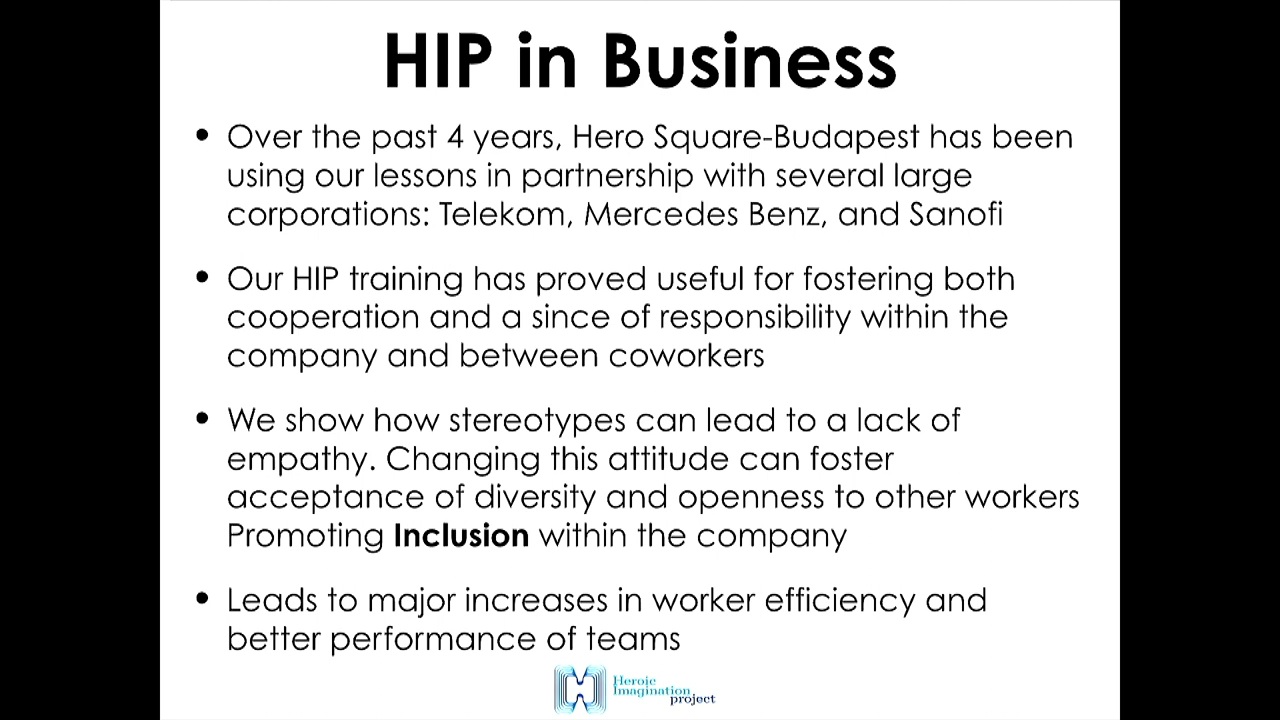 HIP in Business
• Over the past 4 years, Hero Square-Budapest has been
using our lessons in partnership with several large
corporations: Telekom, Mercedes Benz, and Sanofi
• Our HIP training has proved useful for fostering both
cooperation and a since of responsibility within the
company and between coworkers
• We show how stereotypes can lead to a lack of
empathy. Changing this attitude can foster
acceptance of diversity and openness to other workers
Promoting Inclusion within the company
• Leads to major increases in worker efficiency and
better performance of teams
Heroic
Imagination
project